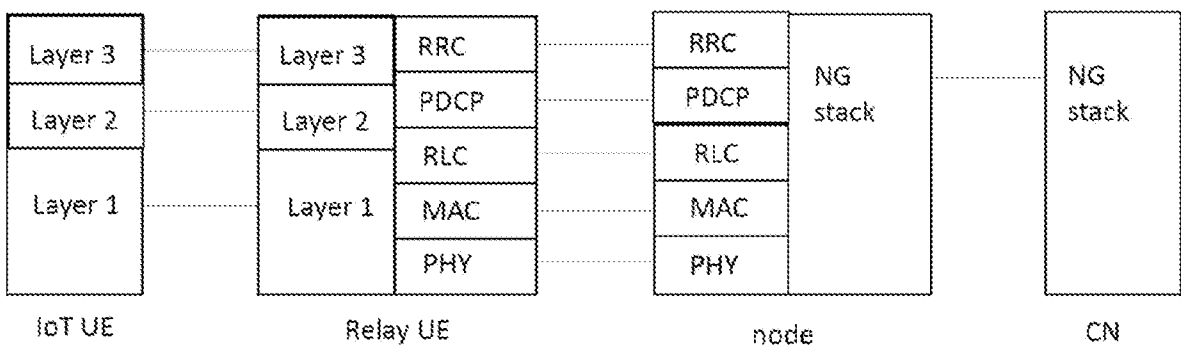 Layer 3
Layer 2
Layer 1
IoT UE
Layer 3
Layer 2
Layer 1
RRC
PDCP
RLC
MAC
PHY
Relay UE
RRC
PDCP
RLC
MAC
PHY
NG
stack
node
NG
stack
CN